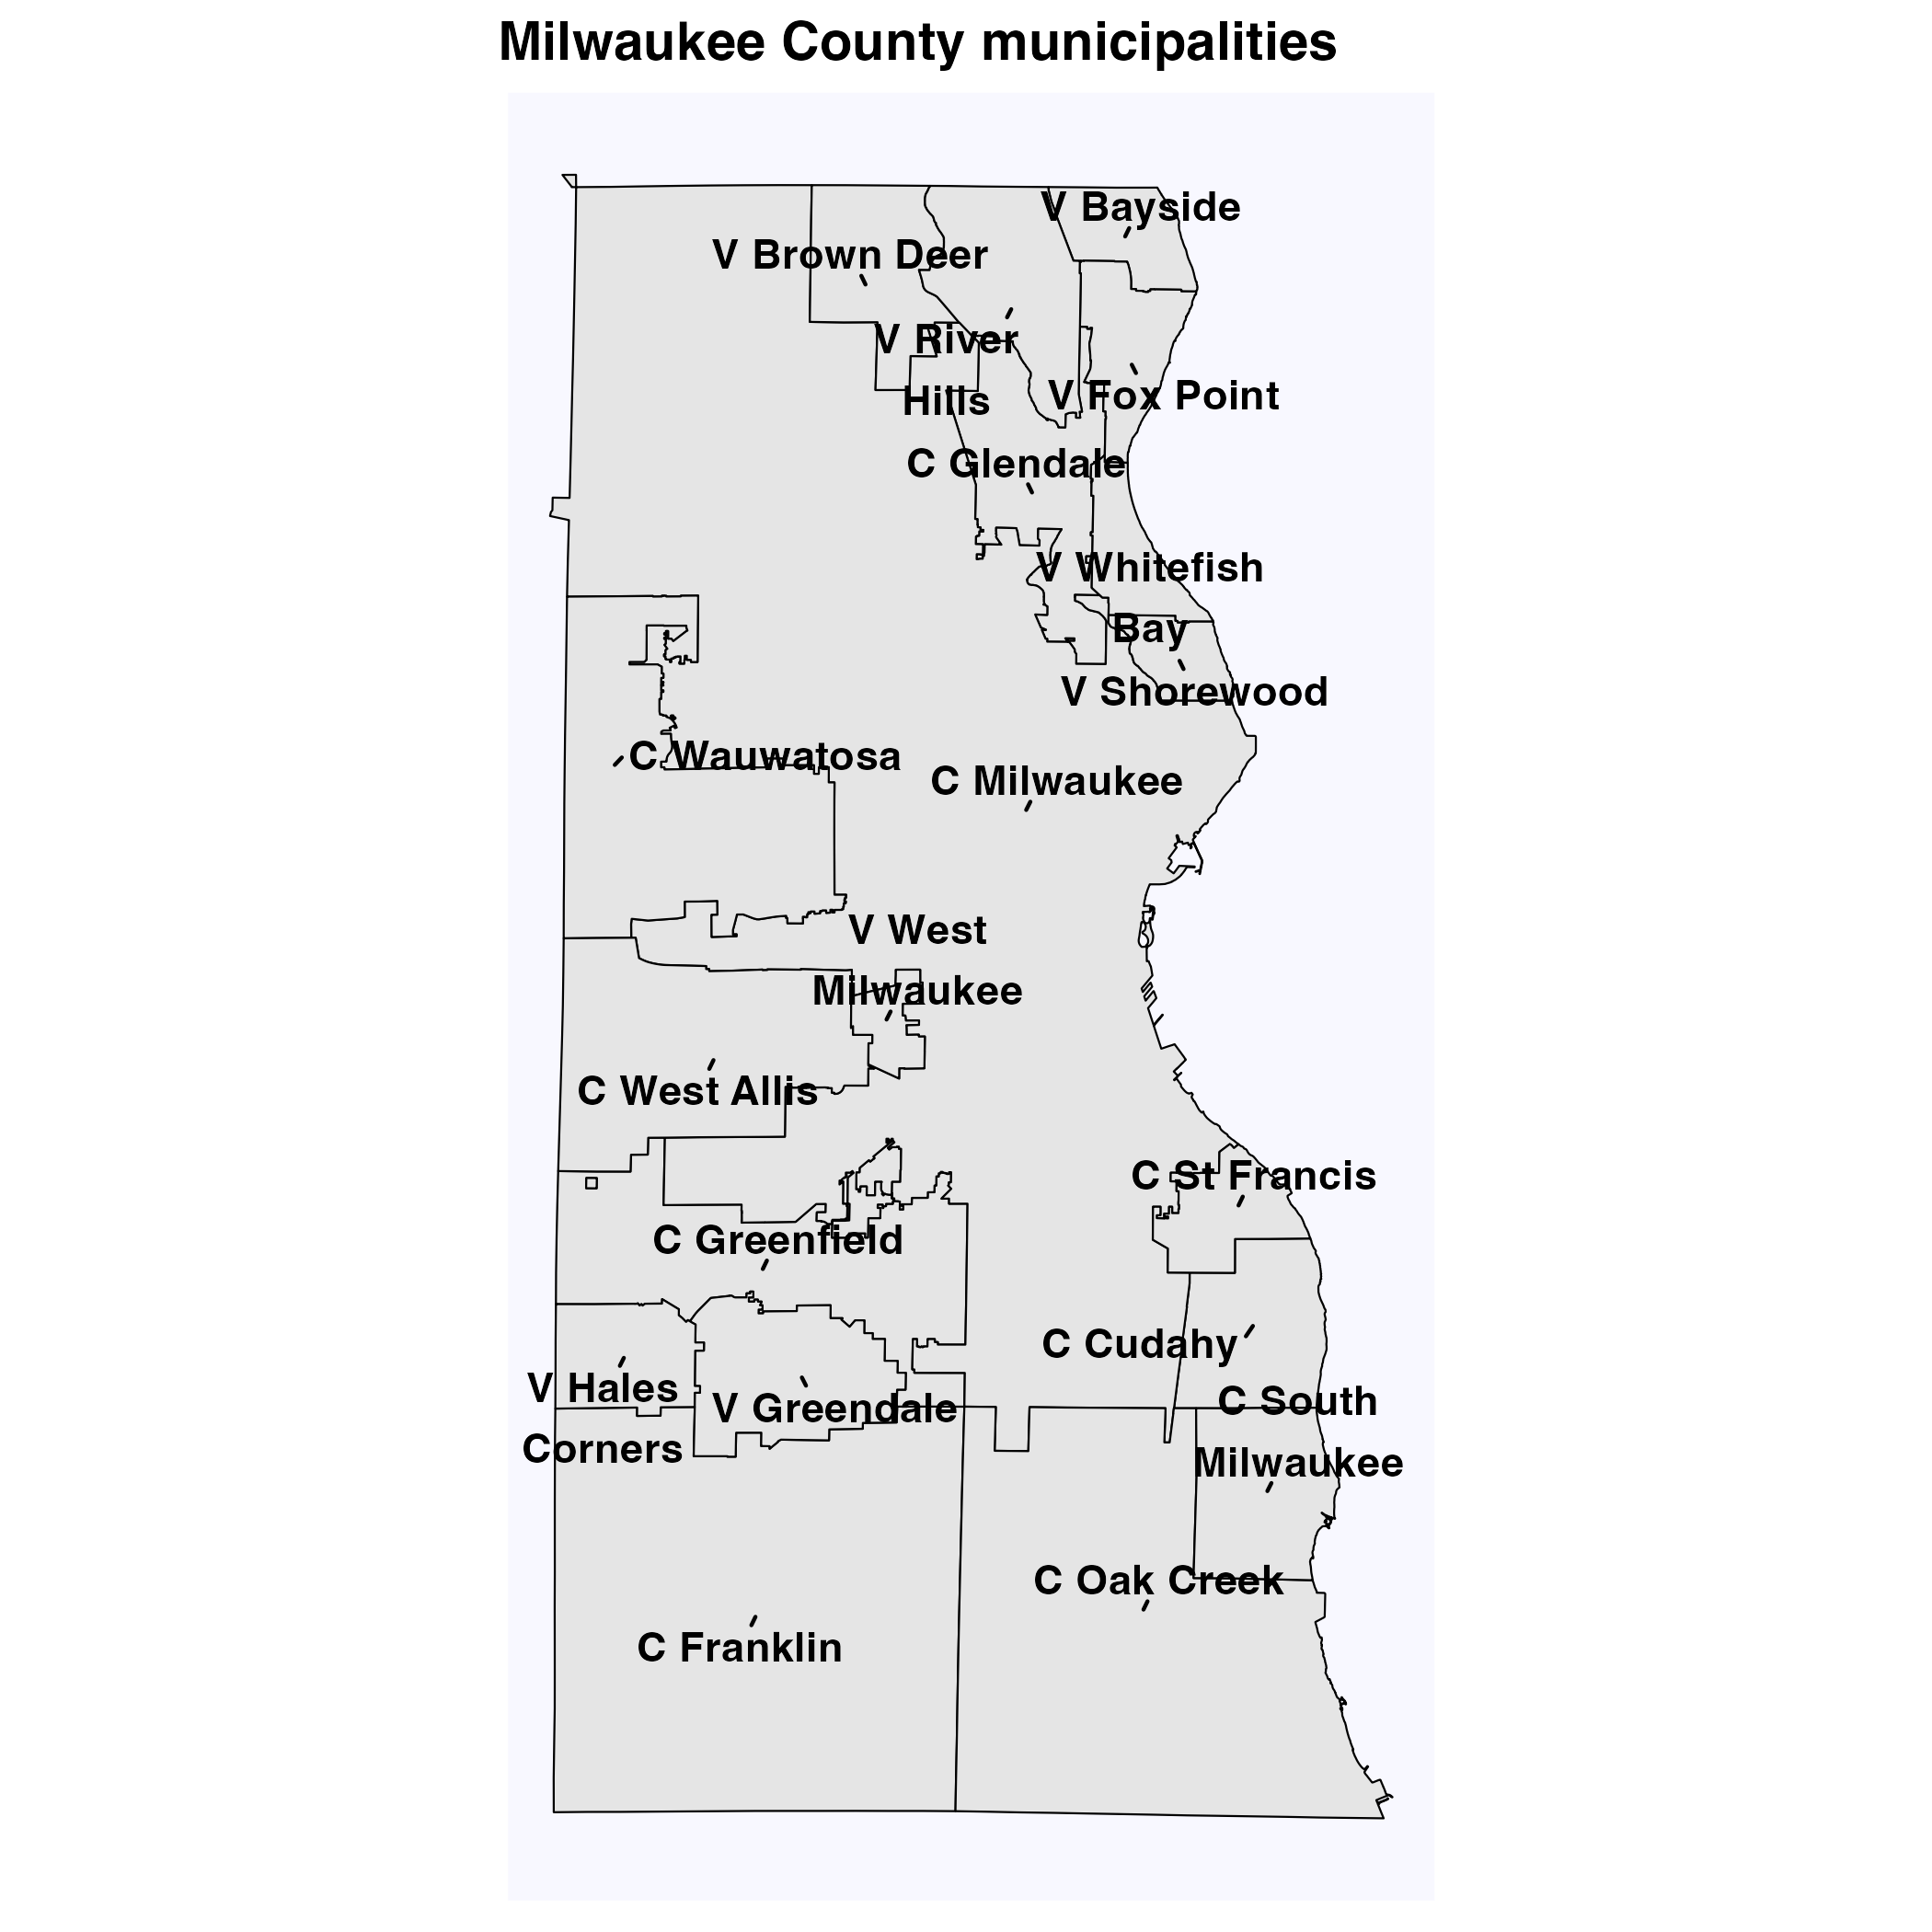 Milwaukee County municipalities
V Bayside
V Brown Deer
V River
Hills
V Fox Point
C Glendale
V Whitefish
Bay
V Shorewood
C Wauwatosa
C Milwaukee
V West
Milwaukee
C West Allis
C St Francis
C Greenfield
C Cudahy
V Hales
Corners
V Greendale
C South
Milwaukee
C Oak Creek
C Franklin